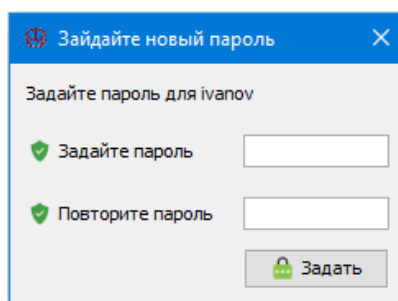 Зайдайте новый пароль
Задайте пароль для ivanov
Задайте пароль
Повторите пароль
Задать